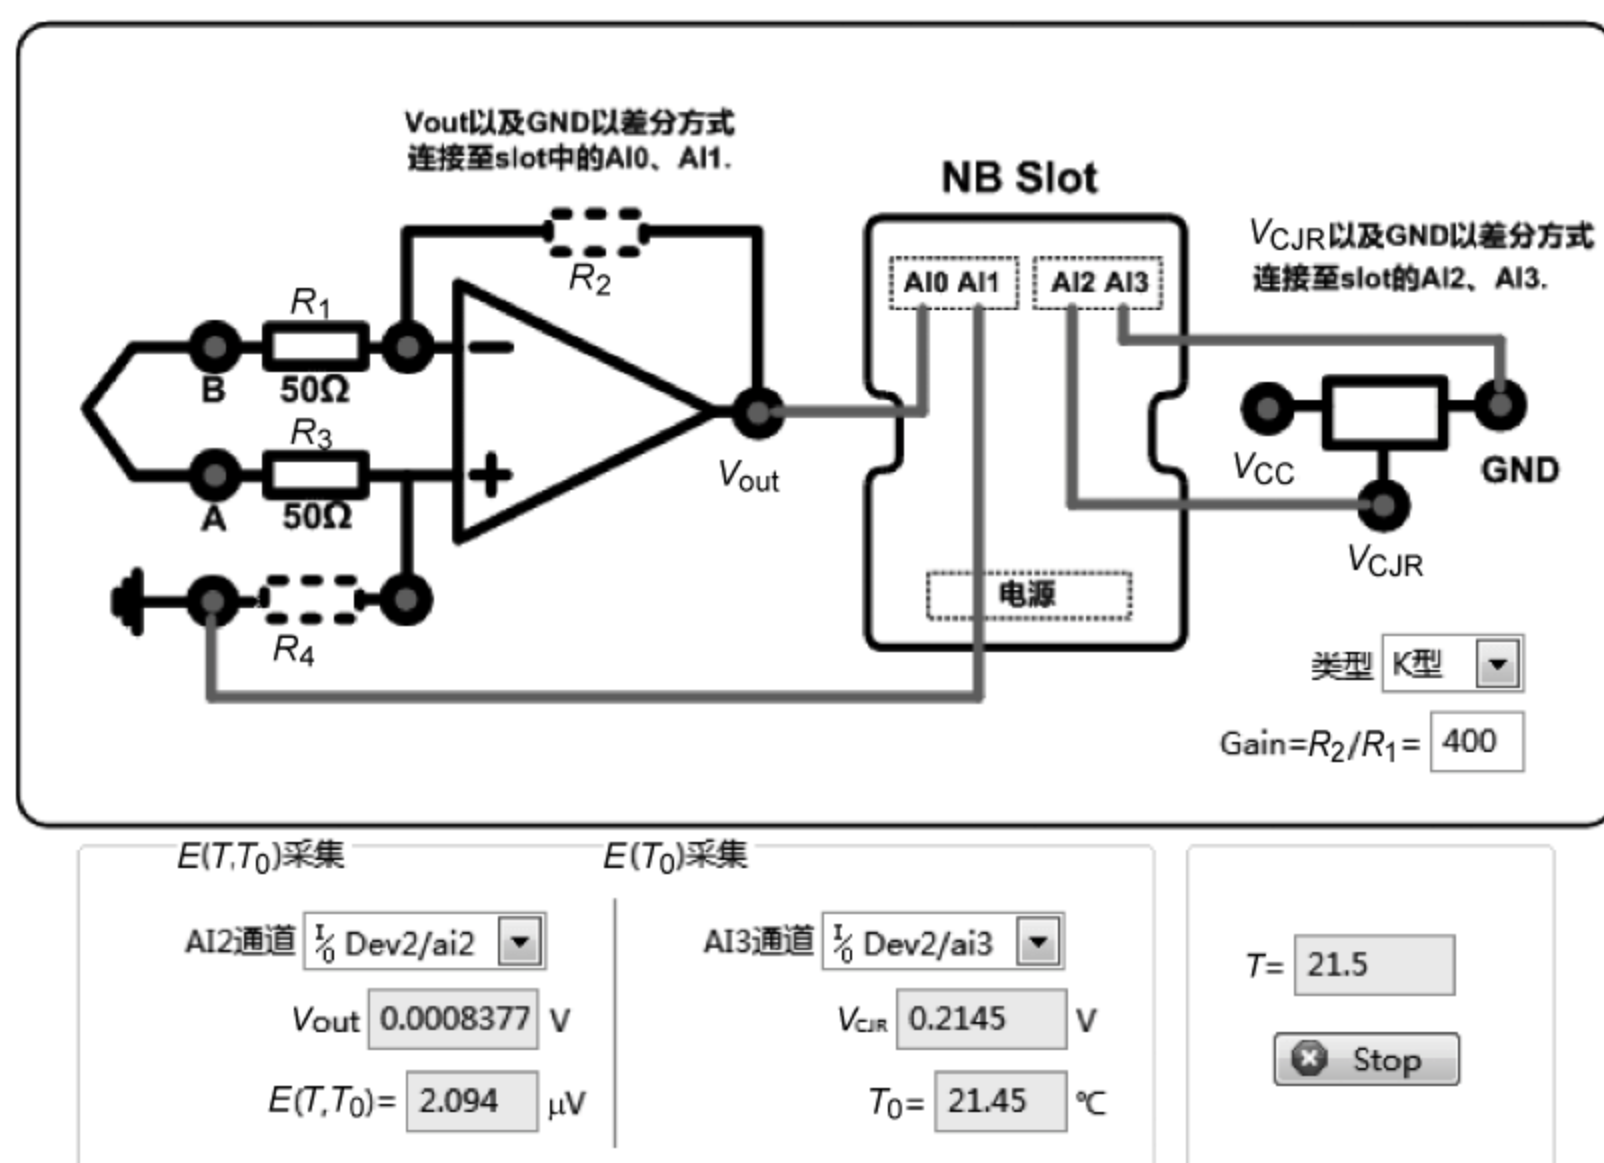 Vout以及GND以差分方式
连接至slot中的AI0、AI1.
NB Slot
VCJR以及GND以差分方式
连接至slot的AI2、AI3.
AI0 AI1
AI2 AI3
R2
R1
50Ω
B
R3
50Ω
A
R4
Vout
VCC
GND
VCJR
电源
类型 K型
Gain=R2/R1= 400
E(T,T0)采集
E(T0)采集
AI2通道 I/0 Dev2/ai2
AI3通道 I/0 Dev2/ai3
Vout 0.0008377 V
VCJR 0.2145 V
E(T,T0)= 2.094 μV
T0= 21.45 ℃
T= 21.5
Stop